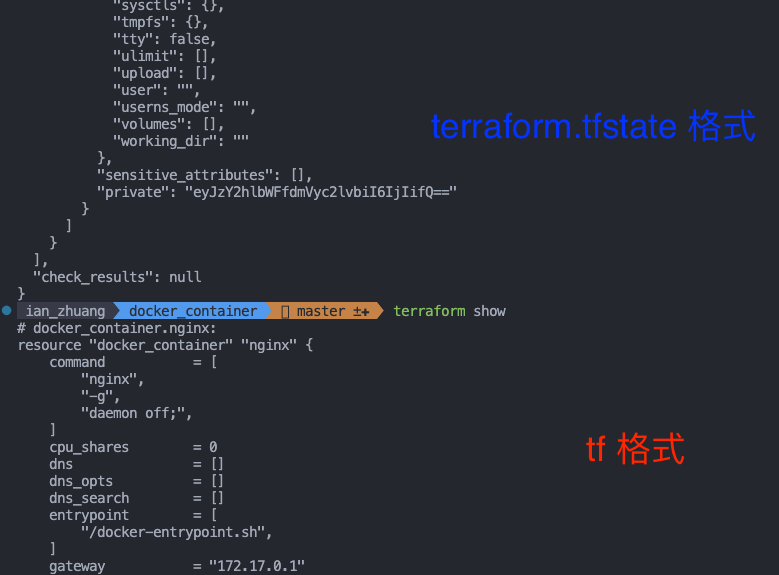 "sysctls": {},
"tmpfs": {},
"tty": false,
"ulimit": [],
"upload": [],
"user": "",
"userns_mode": "",
"volumes": [],
"working_dir": ""
},
"sensitive_attributes": [],
"private": "eyJzY2hlbWFfdmVyc2lvbiI6IjIifQ=="
}
]
}
],
"check_results": null
}
terraform.tfstate 格式
ian_zhuang docker_container master ±✚ terraform show
# docker_container.nginx:
resource "docker_container" "nginx" {
command = [
"nginx",
"-g",
"daemon off;",
]
cpu_shares = 0
dns = []
dns_opts = []
dns_search = []
entrypoint = [
"/docker-entrypoint.sh",
]
gateway = "172.17.0.1"
tf 格式